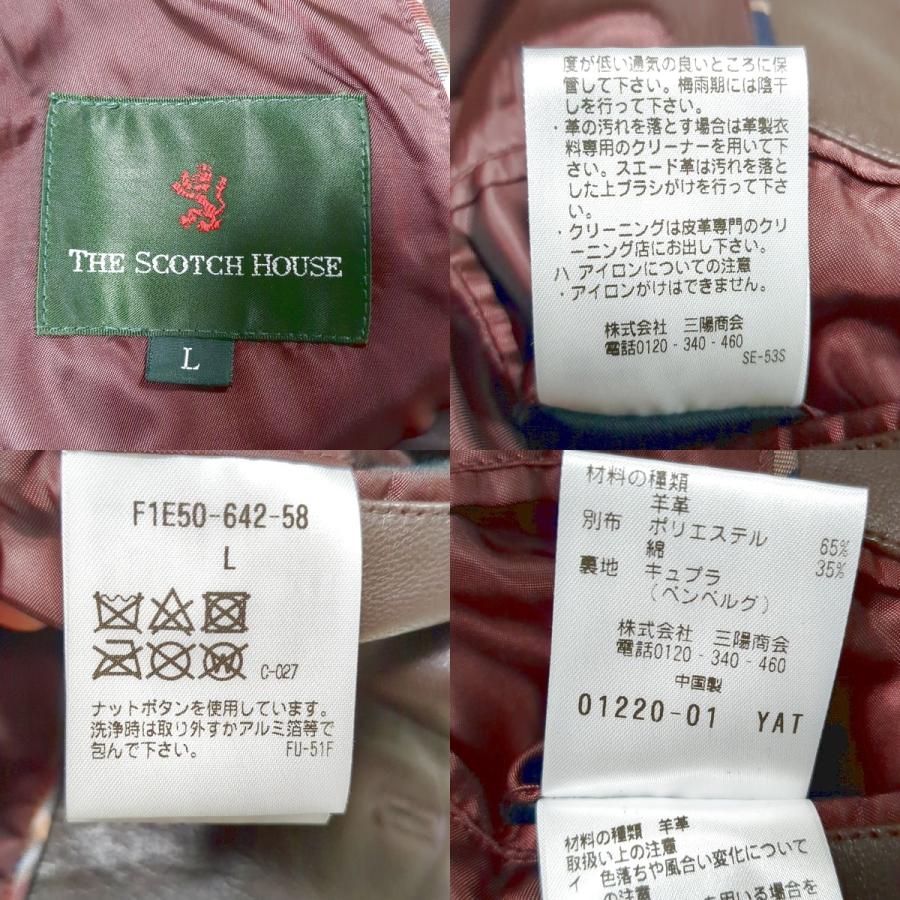 THE SCOTCH HOUSE
L
度が低い通気の良いところに保
管して下さい。梅雨期には陰干
しを行って下さい。
・革の汚れを落とす場合は革製衣
料専用のクリーナーを用いて下
さい。スエード革は汚れを落と
した上ブラシがけを行って下さ
い。
・クリーニングは皮革専門のクリ
ーニング店にお出し下さい。
ハ アイロンについての注意
・アイロンがけはできません。
株式会社 三陽商会
電話0120-340-460
SE-53S
F1E50-642-58
L
W
C-027
ナットボタンを使用しています。
洗浄時は取り外すかアルミ箔等で
包んで下さい。 FU-51F
材料の種類
羊革
別布 ポリエステル 65%
綿 35%
裏地 キュプラ
(ベンベルグ)
株式会社 三陽商会
電話0120-340-460
中国製
01220-01 YAT
材料の種類 羊革
取扱い上の注意
イ 色落ちや風合い変化について
の注意
を用いる場合を